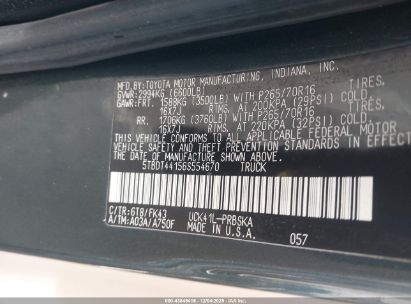 MFD.BY:TOYOTA MOTOR MANUFACTURING, INDIANA, INC.
GVWR:2994KG (6600LB)
GAWR:FRT. 1588KG (3500LB) WITH P265/70R16 TIRES.
16X7J RIMS. AT 200KPA (29PSI) COLD
RR. 1706KG (3760LB) WITH P265/70R16 TIRES.
16X7J RIMS. AT 220KPA (32PSI) COLD
THIS VEHICLE CONFORMS TO ALL APPLICABLE FEDERAL MOTOR
VEHICLE SAFETY STANDARDS IN EFFECT ON THE DATE OF
MANUFACTURE SHOWN ABOVE.
5TBDT44156S554670 TRUCK
C/TR:6T8/FK43 UCK41L-PRBSKA
A/TM:A03A/A750F MADE IN U.S.A. 057